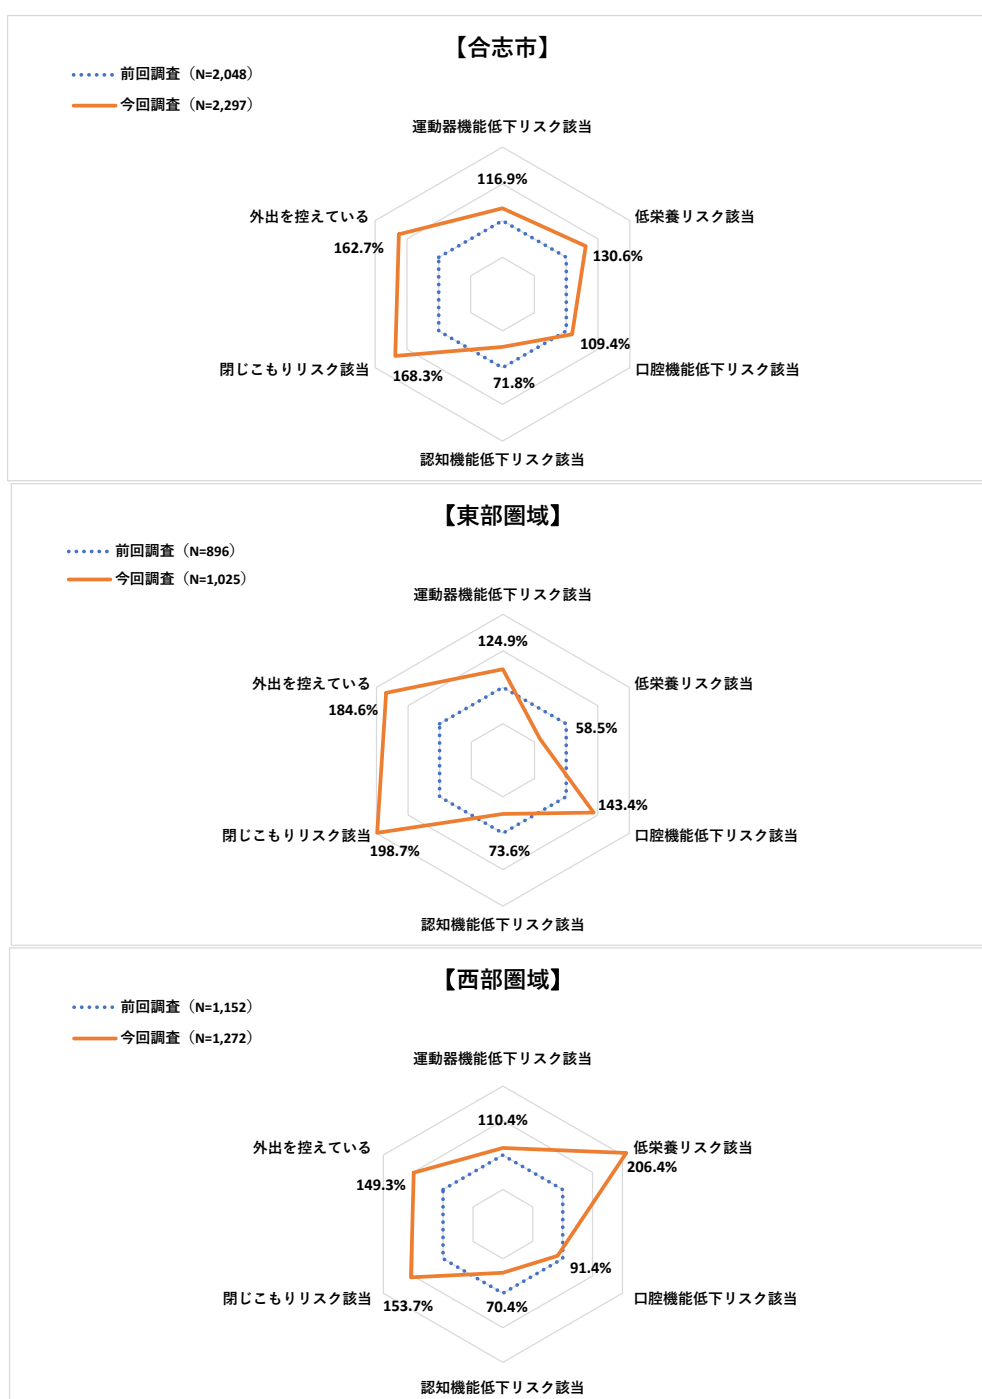 【合志市】
前回調査（N=2,048）
今回調査（N=2,297）
運動器機能低下リスク該当
116.9%
外出を控えている
低栄養リスク該当
162.7%
130.6%
109.4%
閉じこもりリスク該当
168.3%
71.8%
口腔機能低下リスク該当
認知機能低下リスク該当
【東部圏域】
前回調査（N=896）
今回調査（N=1,025）
運動器機能低下リスク該当
124.9%
外出を控えている
低栄養リスク該当
184.6%
58.5%
143.4%
閉じこもりリスク該当
198.7%
73.6%
口腔機能低下リスク該当
認知機能低下リスク該当
【西部圏域】
前回調査（N=1,152）
今回調査（N=1,272）
運動器機能低下リスク該当
110.4%
外出を控えている
低栄養リスク該当
206.4%
149.3%
91.4%
閉じこもりリスク該当
153.7%
70.4%
口腔機能低下リスク該当
認知機能低下リスク該当